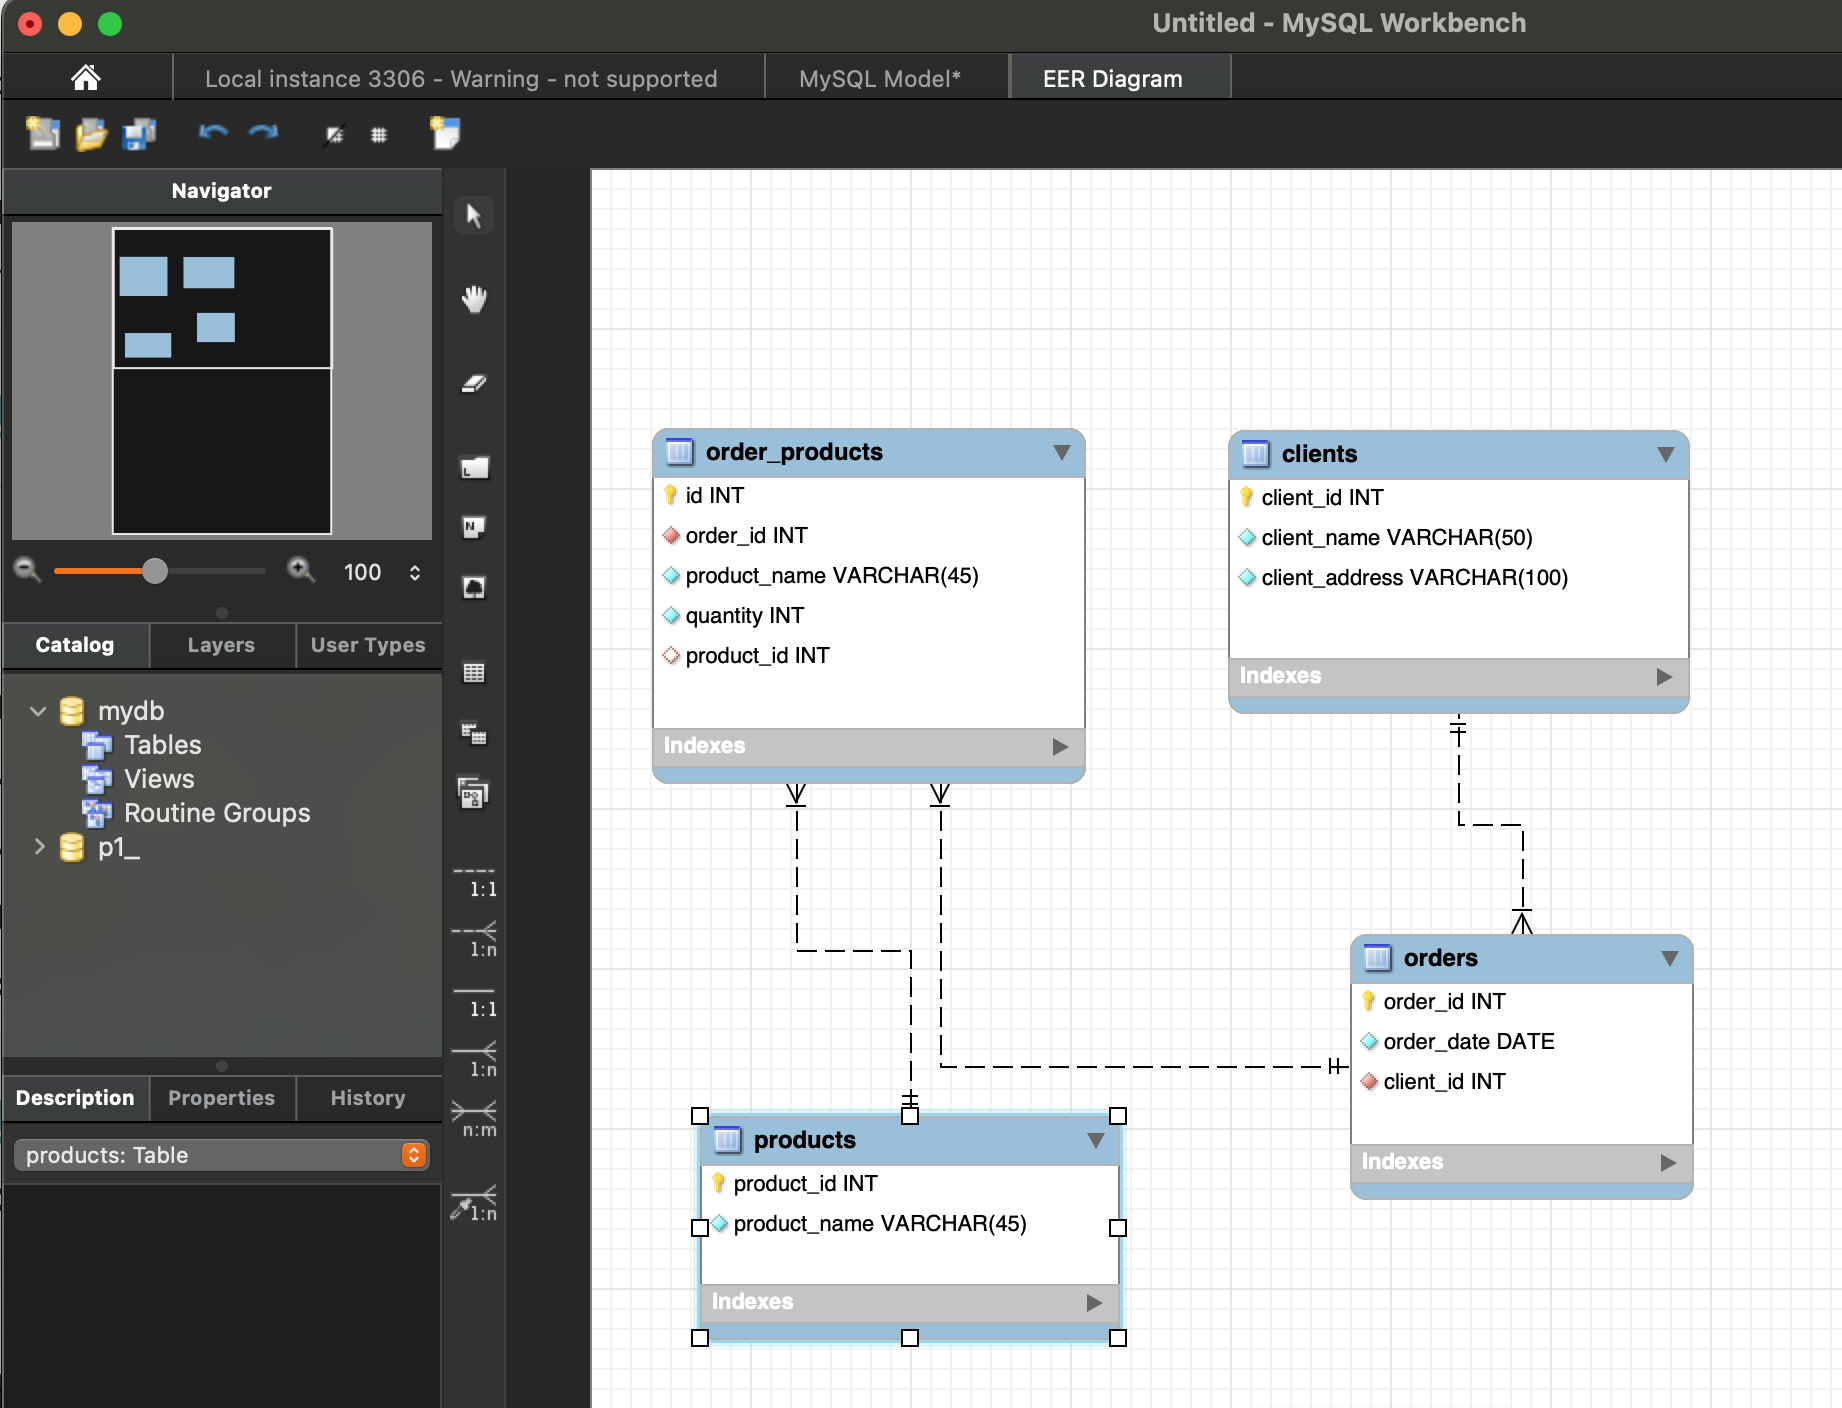 Untitled - MySQL Workbench
Local instance 3306 - Warning - not supported
MySQL Model*
EER Diagram
Navigator
100
Catalog
Layers
User Types
mydb
Tables
Views
Routine Groups
p1_
Description
Properties
History
products: Table
L
N
1:1
1:n
1:1
1:n
n:m
1:n
order_products
id INT
order_id INT
product_name VARCHAR(45)
quantity INT
product_id INT
Indexes
clients
client_id INT
client_name VARCHAR(50)
client_address VARCHAR(100)
Indexes
orders
order_id INT
order_date DATE
client_id INT
Indexes
products
product_id INT
product_name VARCHAR(45)
Indexes